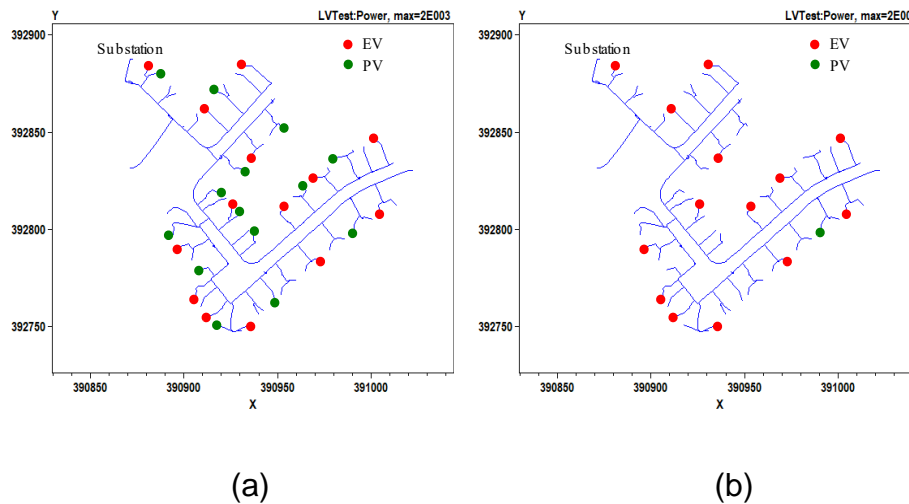 Y LVTest:Power, max=2E003
392900
Substation
EV
PV
392850
392800
392750
390850 390900 390950 391000
X
(a)
Y LVTest:Power, max=2E00
392900
Substation
EV
PV
392850
392800
392750
390850 390900 390950 391000
X
(b)